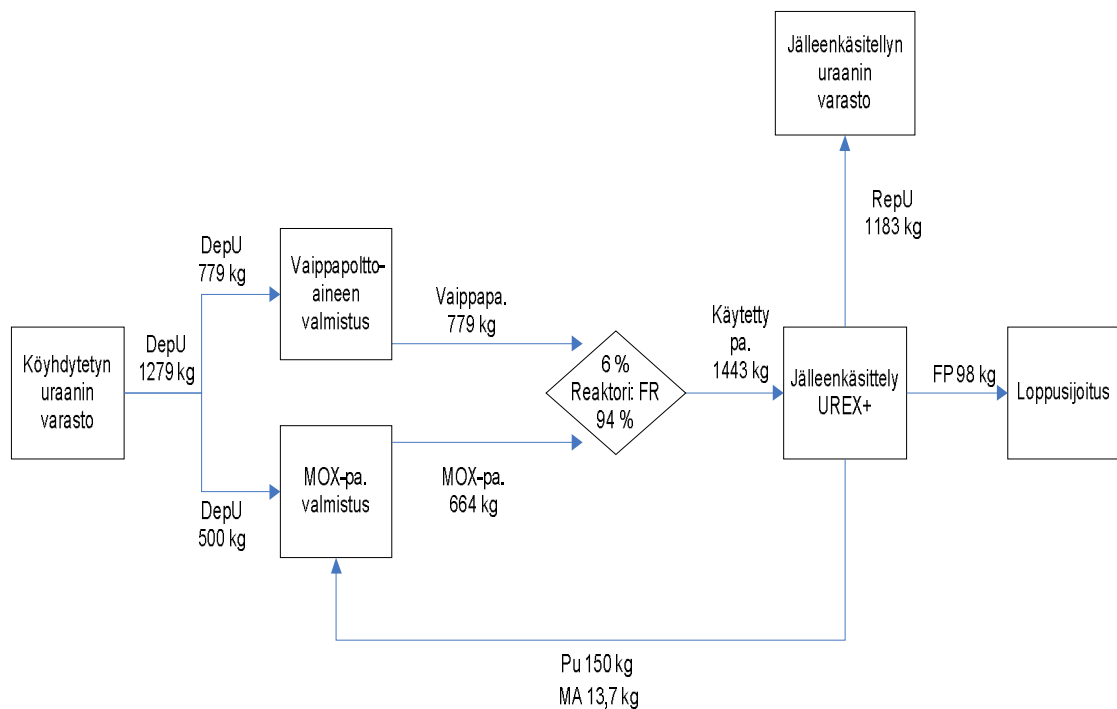 Jälleenkäsitellyn
uraanin
varasto
RepU
1183 kg
DepU
779 kg
Vaippapoltto-
aineen
valmistus
Vaippapa.
779 kg
Köyhdytetyn
uraanin
varasto
DepU
1279 kg
6 %
Reaktori: FR
94 %
Käytetty
pa.
1443 kg
Jälleenkäsittely
UREX+
FP 98 kg
Loppusijoitus
DepU
500 kg
MOX-pa.
valmistus
MOX-pa.
664 kg
Pu 150 kg
MA 13,7 kg